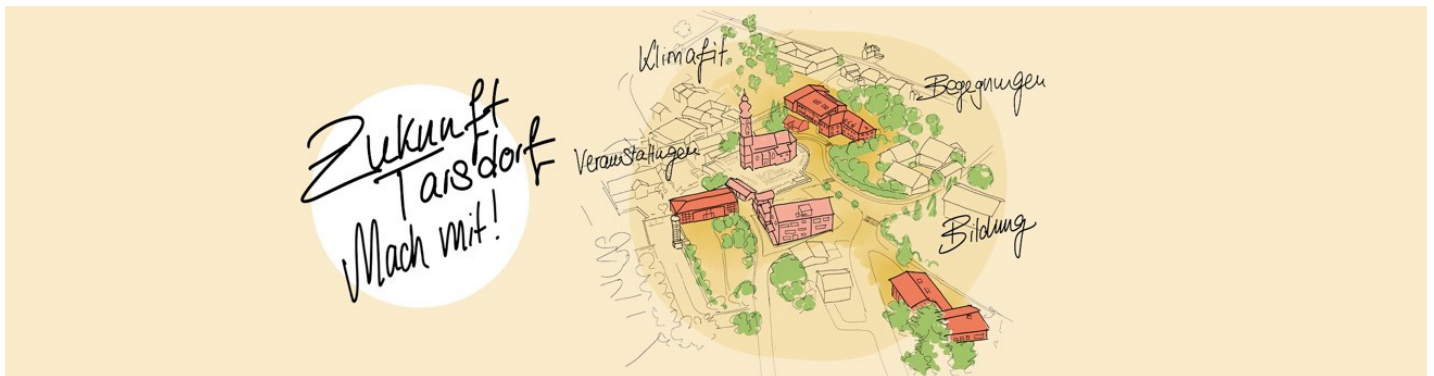 Zukunft
Tarsdorf
Mach mit!
Klimafit
Begegnungen
Veranstaltungen
Bildung